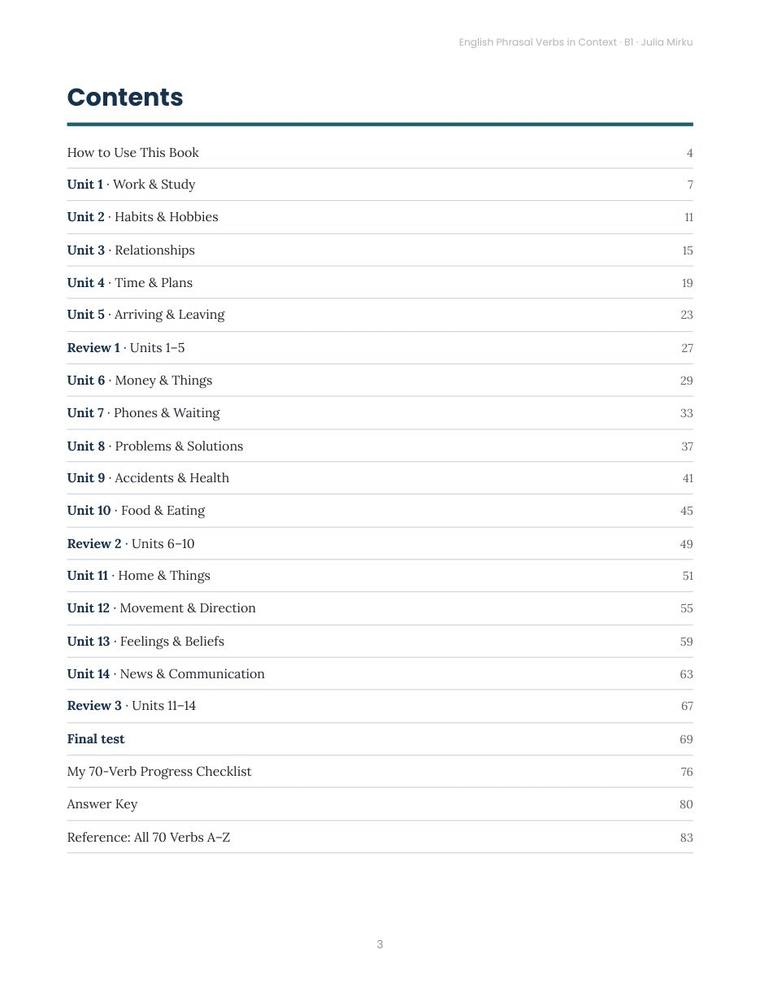 English Phrasal Verbs in Context · B1 · Julia Mirku
Contents
How to Use This Book 4
Unit 1 · Work & Study 7
Unit 2 · Habits & Hobbies 11
Unit 3 · Relationships 15
Unit 4 · Time & Plans 19
Unit 5 · Arriving & Leaving 23
Review 1 · Units 1–5 27
Unit 6 · Money & Things 29
Unit 7 · Phones & Waiting 33
Unit 8 · Problems & Solutions 37
Unit 9 · Accidents & Health 41
Unit 10 · Food & Eating 45
Review 2 · Units 6–10 49
Unit 11 · Home & Things 51
Unit 12 · Movement & Direction 55
Unit 13 · Feelings & Beliefs 59
Unit 14 · News & Communication 63
Review 3 · Units 11–14 67
Final test 69
My 70-Verb Progress Checklist 76
Answer Key 80
Reference: All 70 Verbs A–Z 83
3